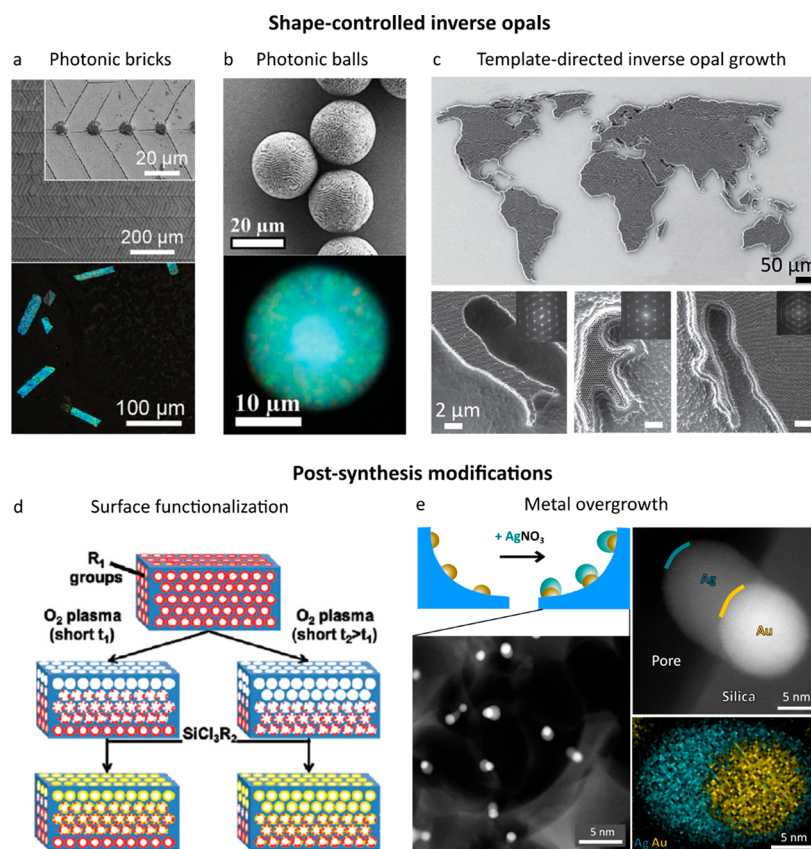 Shape-controlled inverse opals
a Photonic bricks
20 µm
200 µm
100 µm
b Photonic balls
20 µm
10 µm
c Template-directed inverse opal growth
50 µm
2 µm
Post-synthesis modifications
d Surface functionalization
R₁
groups
O₂ plasma
(short t₁)
O₂ plasma
(short t₂>t₁)
SiCl₃R₂
e Metal overgrowth
+ AgNO₃
5 nm
Ag
Au
Pore
Silica
5 nm
Ag Au
5 nm